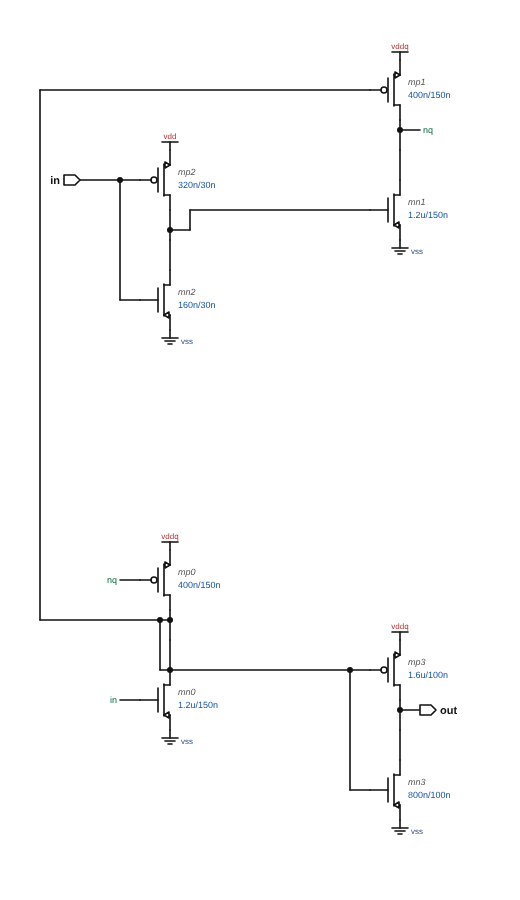 vddq
mp1
400n/150n
nq
vdd
in
mp2
320n/30n
mn1
1.2u/150n
vss
mn2
160n/30n
vss
vddq
nq
mp0
400n/150n
vddq
mp3
1.6u/100n
in
mn0
1.2u/150n
out
vss
mn3
800n/100n
vss